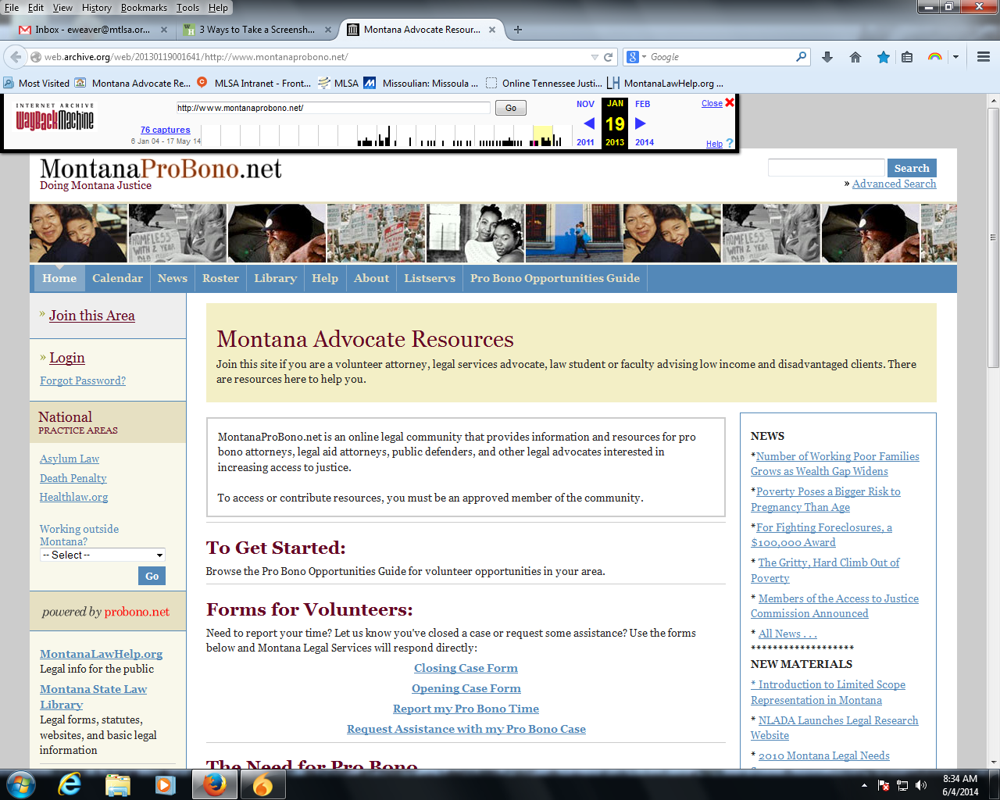 File Edit View History Bookmarks Tools Help
Inbox - eweaver@mtlsa.or...
3 Ways to Take a Screensh...
Montana Advocate Resour...
web.archive.org/web/20130119001641/http://www.montanaprobono.net/
Google
Most Visited
Montana Advocate Re...
MLSA Intranet - Front...
MLSA
Missoulian: Missoula ...
Online Tennessee Justi...
MontanaLawHelp.org ...
INTERNET ARCHIVE
WayBackMachine
http://www.montanaprobono.net/
Go
76 captures
6 Jan 04 - 17 May 14
NOV JAN FEB
19
2011 2013 2014
Close
Help ?
MontanaProBono.net
Doing Montana Justice
Search
» Advanced Search
HOMELESS
WITH 2 YEAR
OLD
HOMELESS
WITH 2 YEAR
OLD
Home Calendar News Roster Library Help About Listservs Pro Bono Opportunities Guide
» Join this Area
» Login
Forgot Password?
National
PRACTICE AREAS
Asylum Law
Death Penalty
Healthlaw.org
Working outside
Montana?
-- Select --
Go
powered by probono.net
MontanaLawHelp.org
Legal info for the public
Montana State Law
Library
Legal forms, statutes,
websites, and basic legal
information
Montana Advocate Resources
Join this site if you are a volunteer attorney, legal services advocate, law student or faculty advising low income and disadvantaged clients. There
are resources here to help you.
MontanaProBono.net is an online legal community that provides information and resources for pro
bono attorneys, legal aid attorneys, public defenders, and other legal advocates interested in
increasing access to justice.
To access or contribute resources, you must be an approved member of the community.
To Get Started:
Browse the Pro Bono Opportunities Guide for volunteer opportunities in your area.
Forms for Volunteers:
Need to report your time? Let us know you've closed a case or request some assistance? Use the forms
below and Montana Legal Services will respond directly:
Closing Case Form
Opening Case Form
Report my Pro Bono Time
Request Assistance with my Pro Bono Case
The Need for Pro Bono
NEWS
*Number of Working Poor Families
Grows as Wealth Gap Widens
*Poverty Poses a Bigger Risk to
Pregnancy Than Age
*For Fighting Foreclosures, a
$100,000 Award
* The Gritty, Hard Climb Out of
Poverty
* Members of the Access to Justice
Commission Announced
* All News . . .
*******************
NEW MATERIALS
* Introduction to Limited Scope
Representation in Montana
* NLADA Launches Legal Research
Website
* 2010 Montana Legal Needs
8:34 AM
6/4/2014